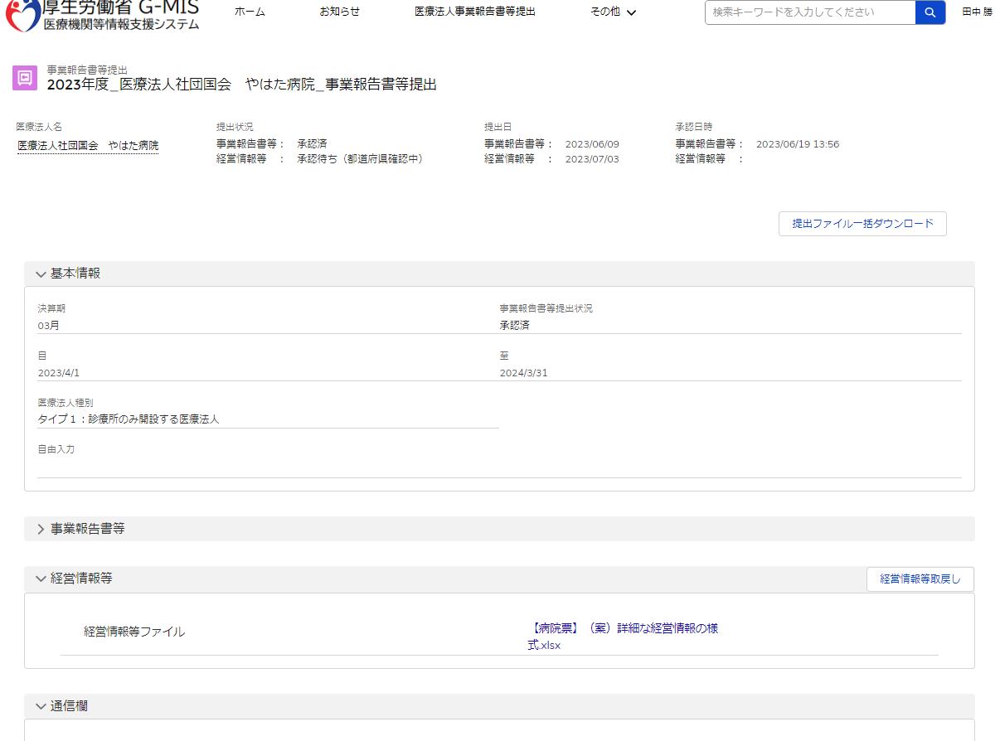 厚生労働省 G-MIS
医療機関等情報支援システム
ホーム お知らせ 医療法人事業報告書等提出 その他 検索キーワードを入力してください 田中 勝
事業報告書等提出
2023年度_医療法人社団国会　やはた病院_事業報告書等提出
医療法人名 提出状況 提出日 承認日時
医療法人社団国会　やはた病院 事業報告書等： 承認済 事業報告書等： 2023/06/09 事業報告書等： 2023/06/19 13:56
経営情報等　： 承認待ち（都道府県確認中） 経営情報等　： 2023/07/03 経営情報等　：
提出ファイル一括ダウンロード
基本情報
決算期 事業報告書等提出状況
03月 承認済
自 至
2023/4/1 2024/3/31
医療法人種別
タイプ１：診療所のみ開設する医療法人
自由入力
事業報告書等
経営情報等 経営情報等取戻し
経営情報等ファイル 【病院票】（案）詳細な経営情報の様
式.xlsx
通信欄